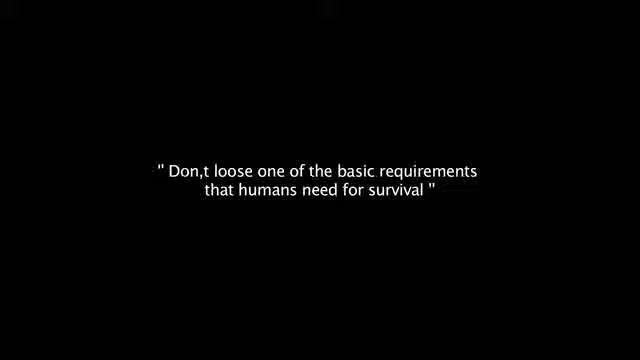 " Don,t loose one of the basic requirements
that humans need for survival "